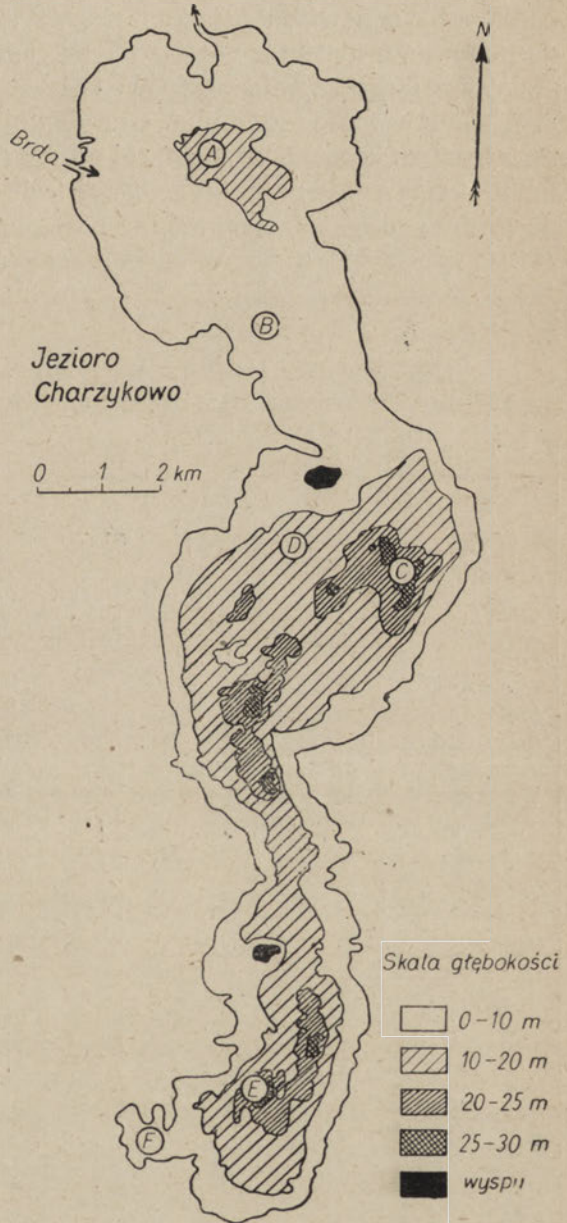 N
A
Brda
B
Jezioro
Charzykowo
0 1 2 km
D
C
Skala głębokości
0-10 m
10-20 m
E
20-25 m
F
25-30 m
wyspy